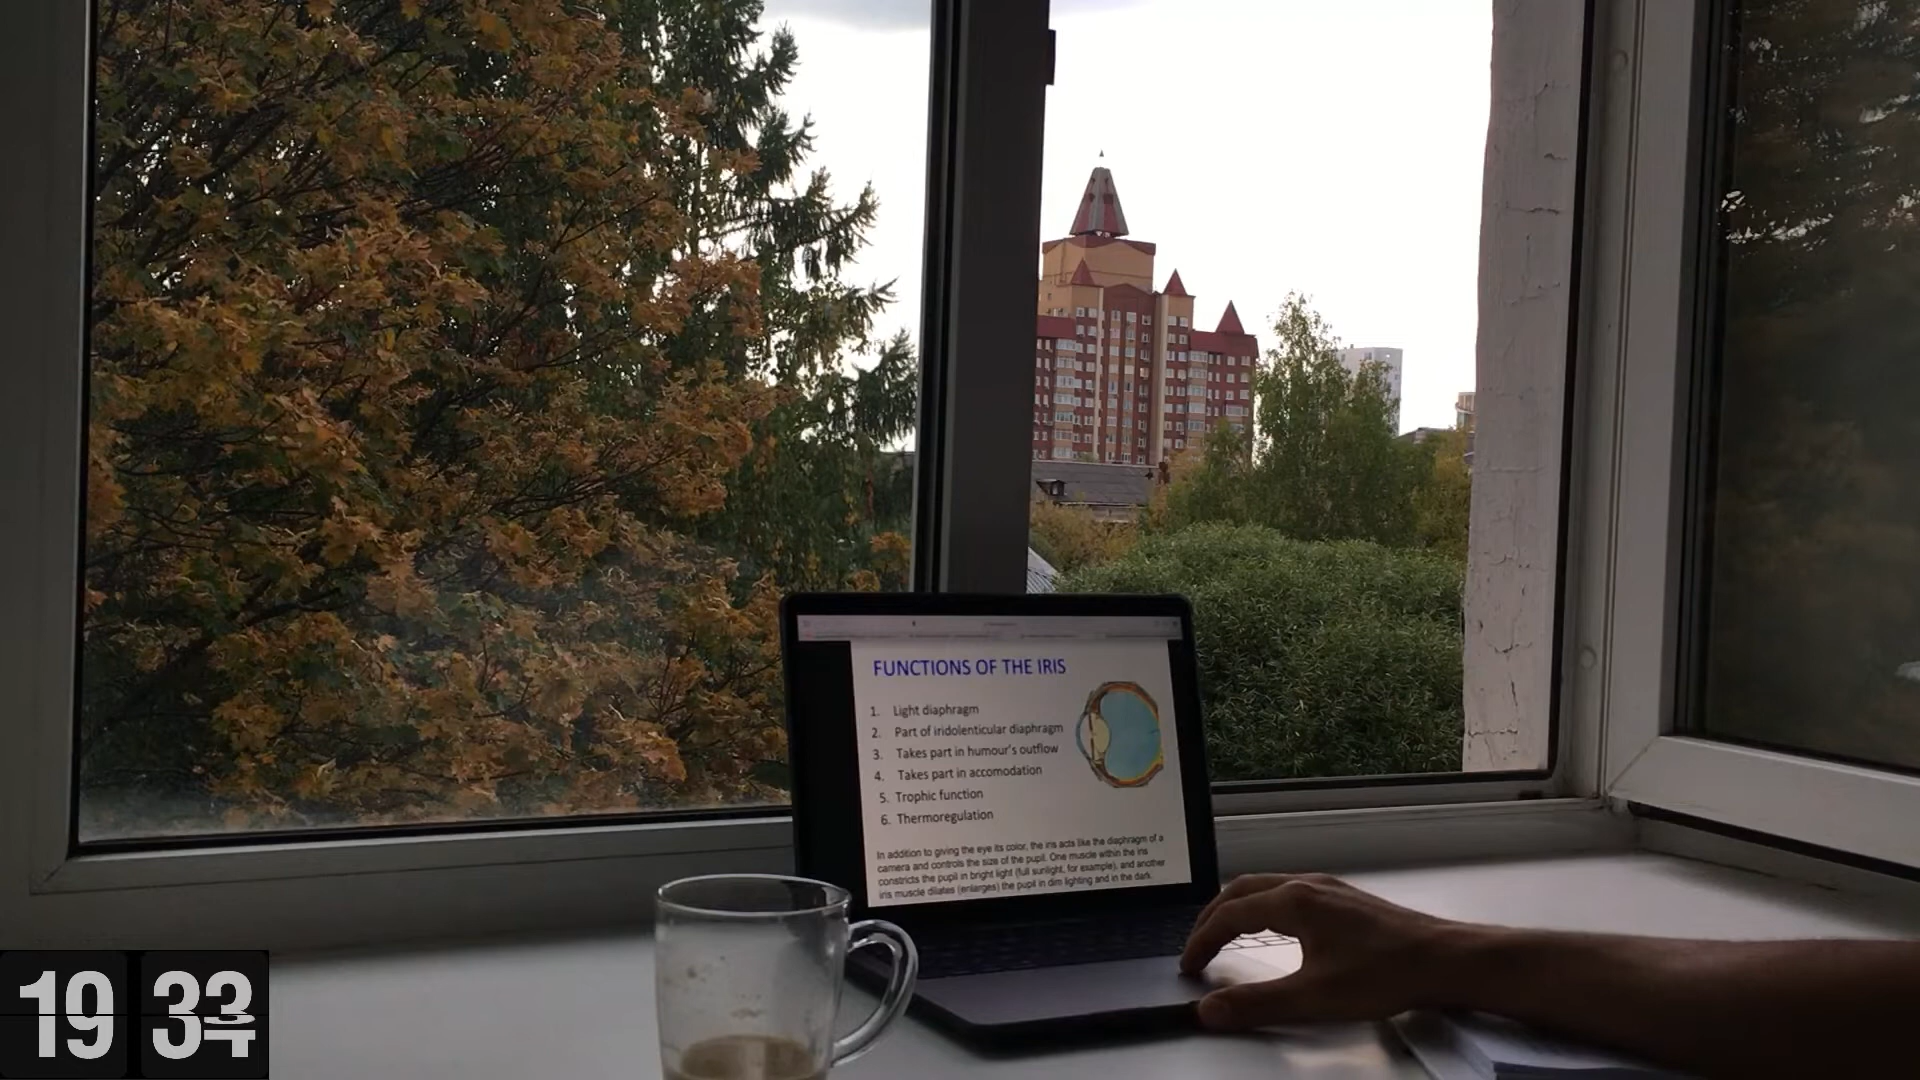 FUNCTIONS OF THE IRIS
1. Light diaphragm
2. Part of iridolenticular diaphragm
3. Takes part in humour's outflow
4. Takes part in accomodation
5. Trophic function
6. Thermoregulation
In addition to giving the eye its color, the iris acts like the diaphragm of a
camera and controls the size of the pupil. One muscle within the iris
constricts the pupil in bright light (full sunlight, for example), and another
iris muscle dilates (enlarges) the pupil in dim lighting and in the dark.
19